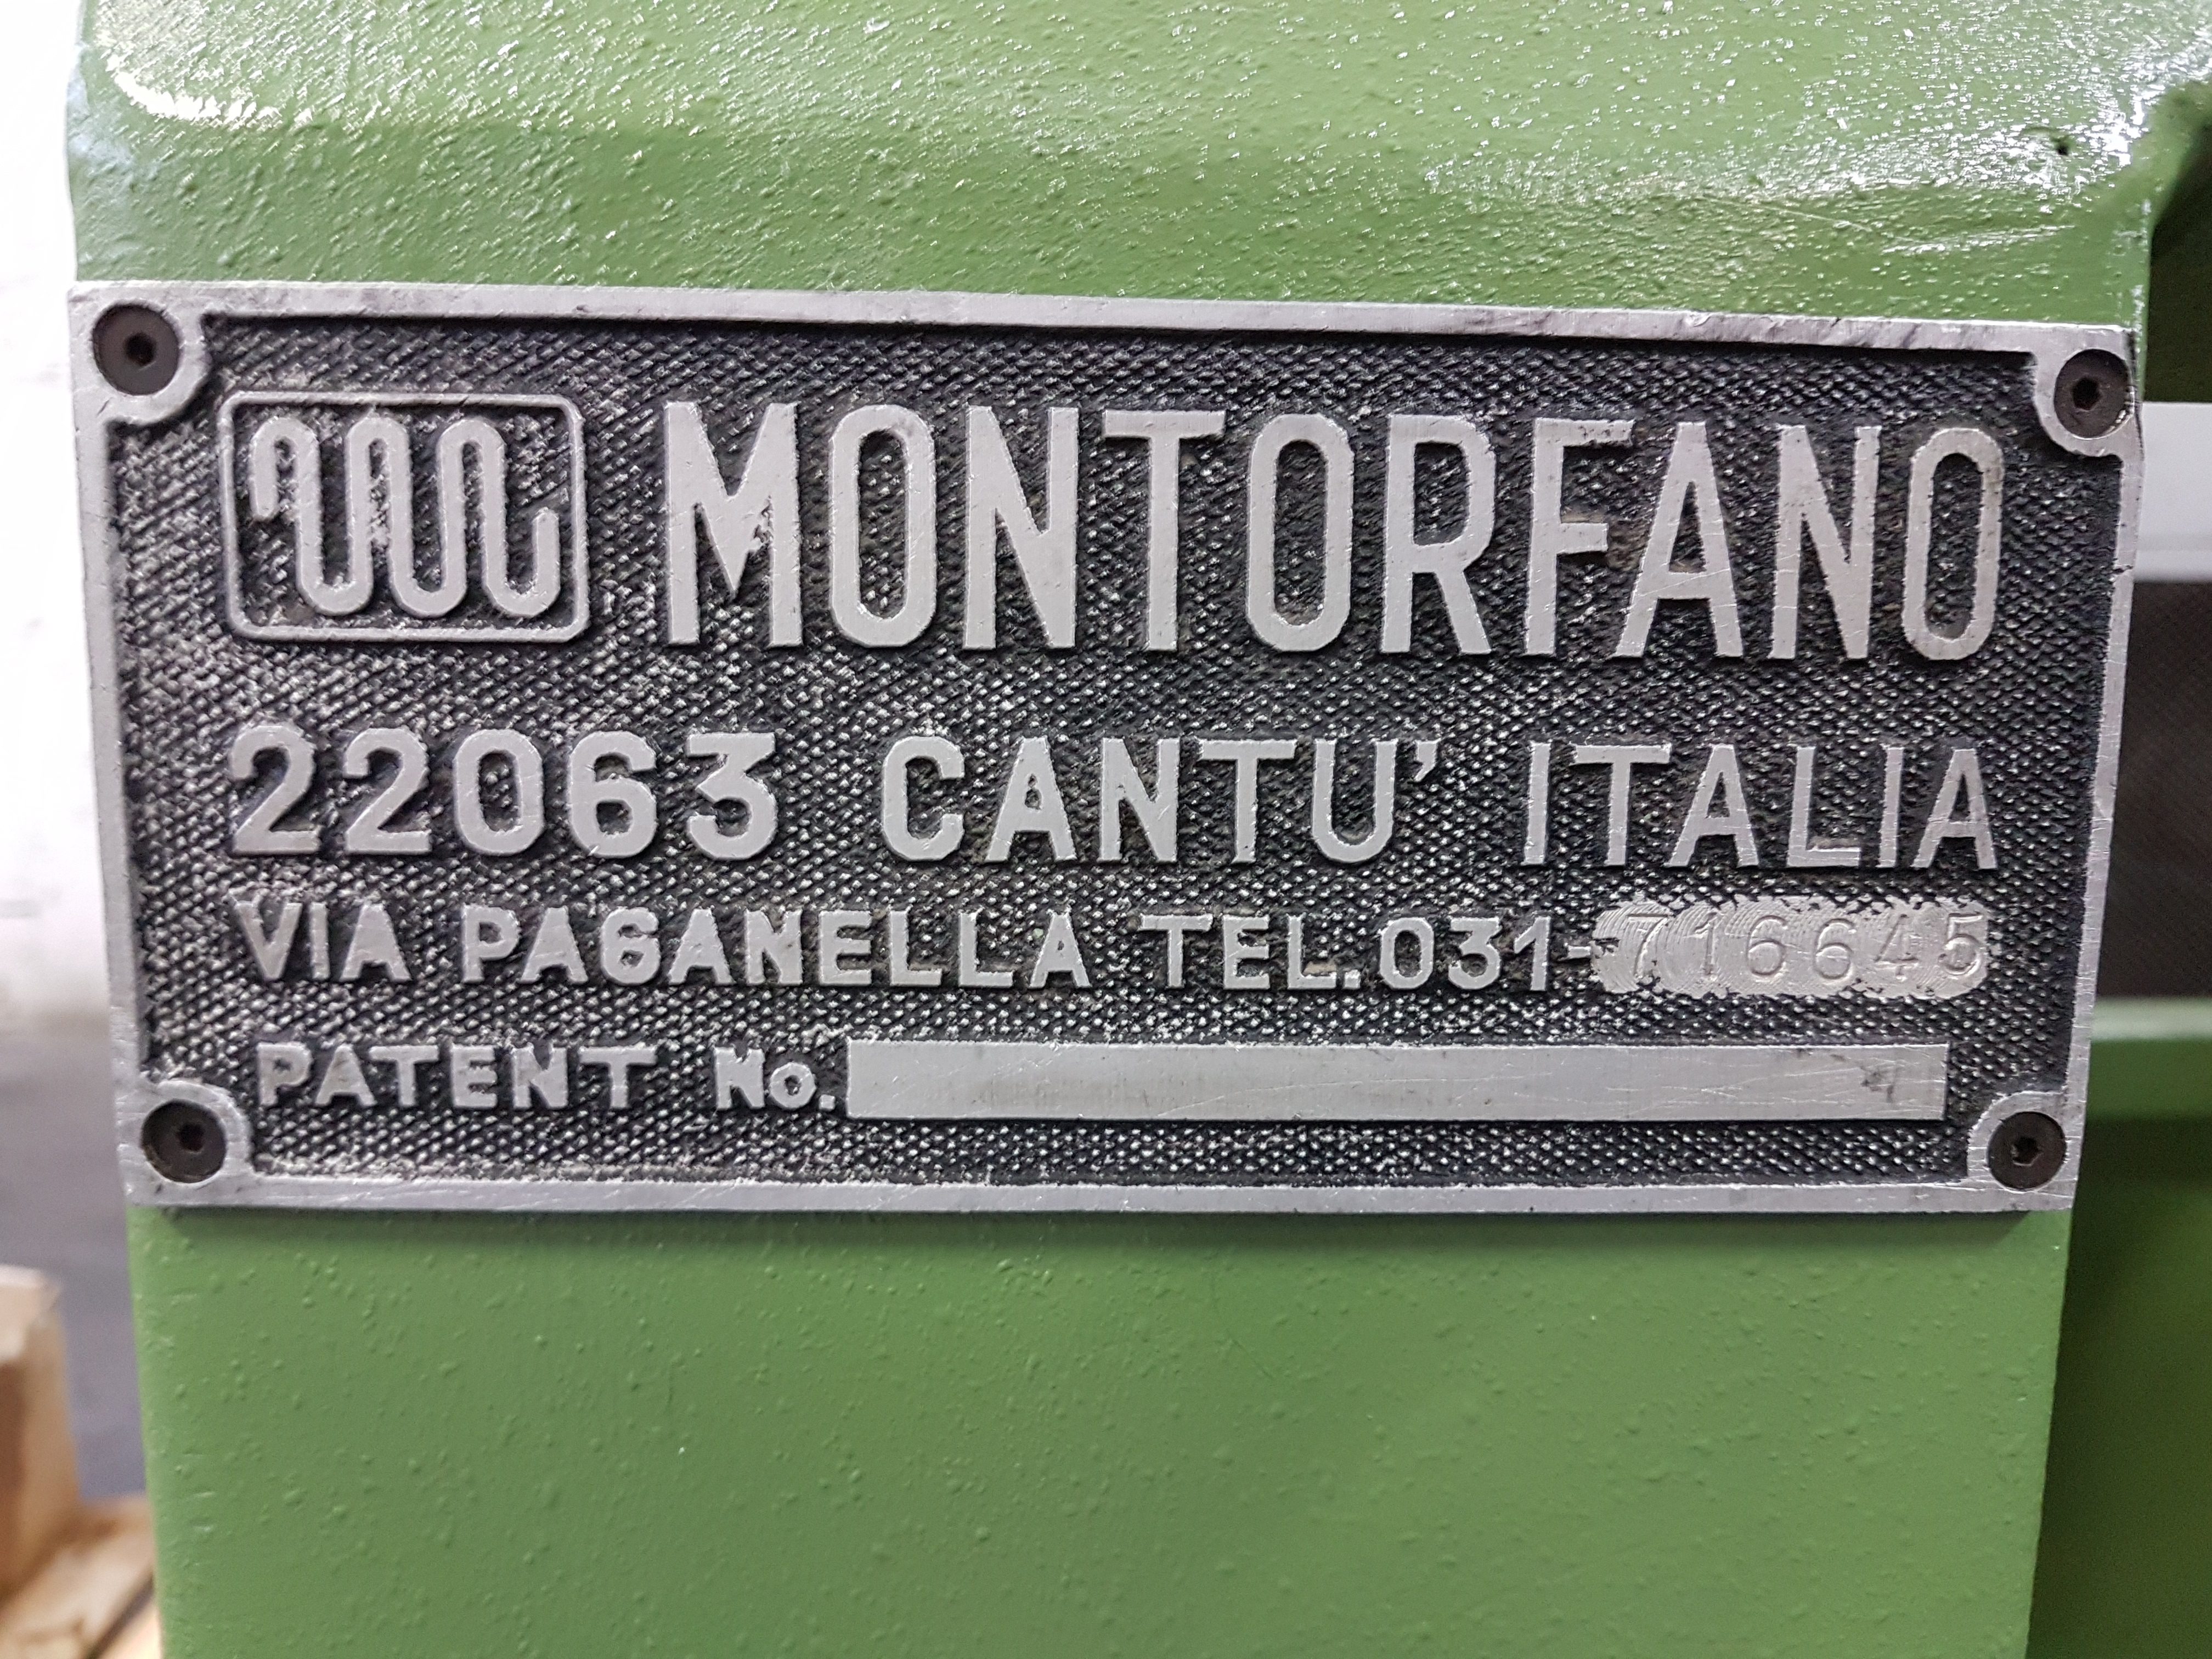 MONTORFANO
22063 CANTU' ITALIA
VIA PAGANELLA TEL.031-716645
PATENT No.